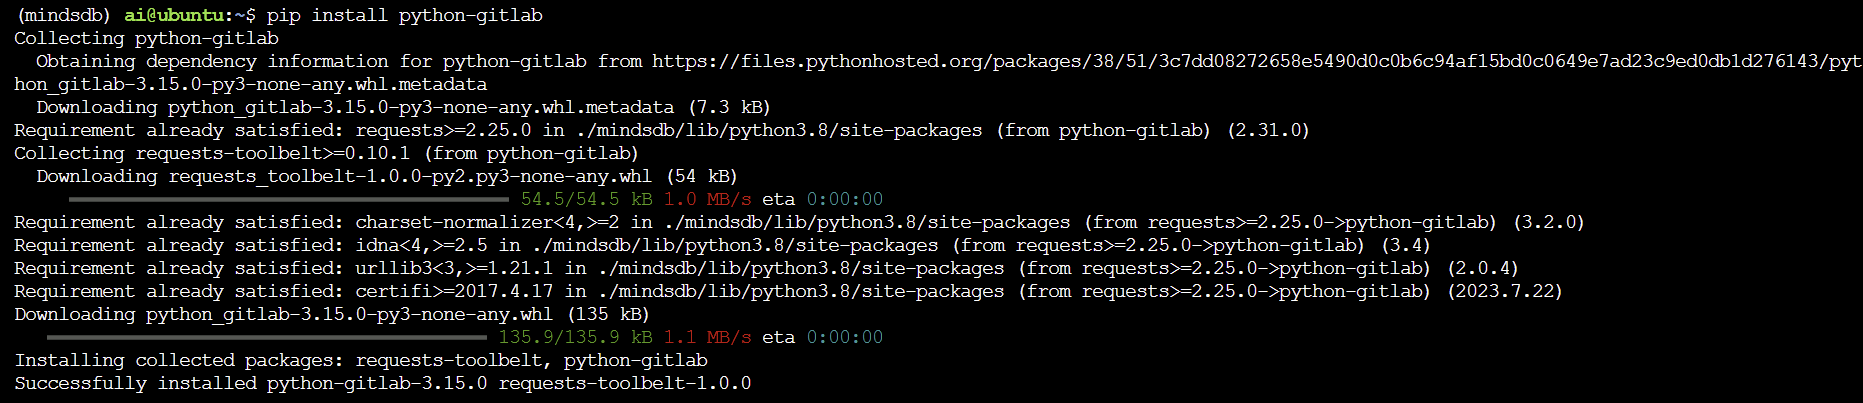 (mindsdb) ai@ubuntu:~$ pip install python-gitlab
Collecting python-gitlab
  Obtaining dependency information for python-gitlab from https://files.pythonhosted.org/packages/38/51/3c7dd08272658e5490d0c0b6c94af15bd0c0649e7ad23c9ed0db1d276143/pyt
hon_gitlab-3.15.0-py3-none-any.whl.metadata
  Downloading python_gitlab-3.15.0-py3-none-any.whl.metadata (7.3 kB)
Requirement already satisfied: requests>=2.25.0 in ./mindsdb/lib/python3.8/site-packages (from python-gitlab) (2.31.0)
Collecting requests-toolbelt>=0.10.1 (from python-gitlab)
  Downloading requests_toolbelt-1.0.0-py2.py3-none-any.whl (54 kB)
54.5/54.5 kB 1.0 MB/s eta 0:00:00
Requirement already satisfied: charset-normalizer<4,>=2 in ./mindsdb/lib/python3.8/site-packages (from requests>=2.25.0->python-gitlab) (3.2.0)
Requirement already satisfied: idna<4,>=2.5 in ./mindsdb/lib/python3.8/site-packages (from requests>=2.25.0->python-gitlab) (3.4)
Requirement already satisfied: urllib3<3,>=1.21.1 in ./mindsdb/lib/python3.8/site-packages (from requests>=2.25.0->python-gitlab) (2.0.4)
Requirement already satisfied: certifi>=2017.4.17 in ./mindsdb/lib/python3.8/site-packages (from requests>=2.25.0->python-gitlab) (2023.7.22)
Downloading python_gitlab-3.15.0-py3-none-any.whl (135 kB)
135.9/135.9 kB 1.1 MB/s eta 0:00:00
Installing collected packages: requests-toolbelt, python-gitlab
Successfully installed python-gitlab-3.15.0 requests-toolbelt-1.0.0